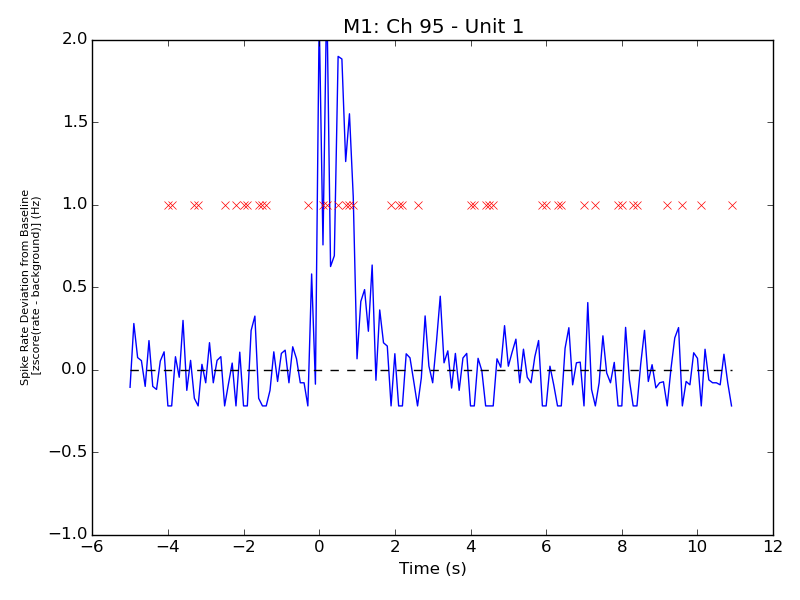 M1: Ch 95 - Unit 1
2.0
1.5
1.0
0.5
0.0
−0.5
−1.0
Spike Rate Deviation from Baseline
[zscore(rate - background)] (Hz)
−6 −4 −2 0 2 4 6 8 10 12
Time (s)